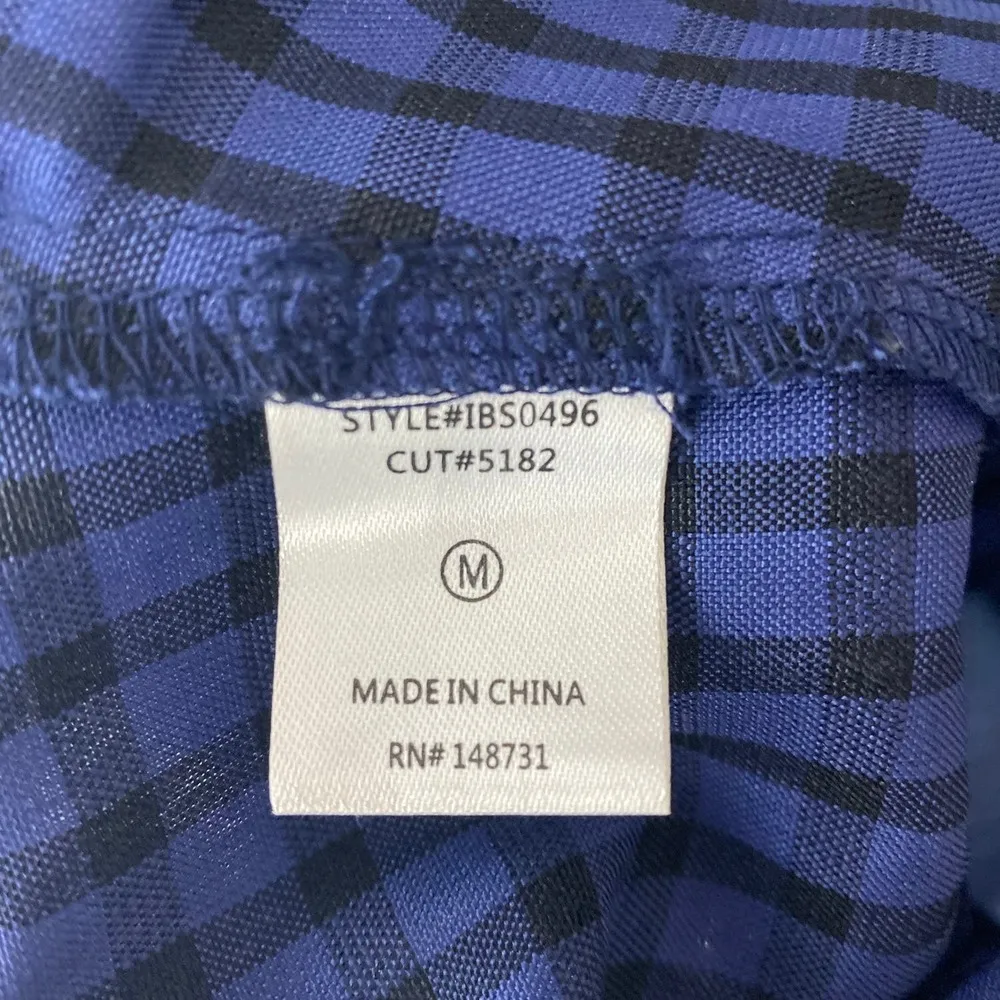 STYLE#IBS0496
CUT#5182
M
MADE IN CHINA
RN# 148731